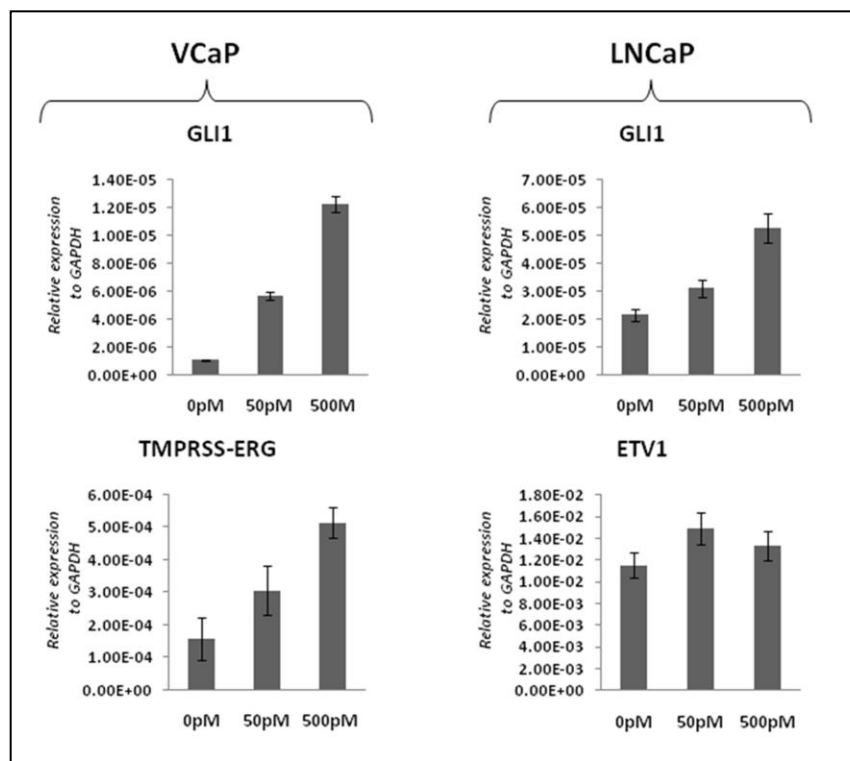 VCaP
LNCaP
GLI1
Relative expression
to GAPDH
1.40E-05
1.20E-05
1.00E-05
8.00E-06
6.00E-06
4.00E-06
2.00E-06
0.00E+00
0pM 50pM 500M
GLI1
Relative expression
to GAPDH
7.00E-05
6.00E-05
5.00E-05
4.00E-05
3.00E-05
2.00E-05
1.00E-05
0.00E+00
0pM 50pM 500pM
TMPRSS-ERG
Relative expression
to GAPDH
6.00E-04
5.00E-04
4.00E-04
3.00E-04
2.00E-04
1.00E-04
0.00E+00
0pM 50pM 500pM
ETV1
Relative expression
to GAPDH
1.80E-02
1.60E-02
1.40E-02
1.20E-02
1.00E-02
8.00E-03
6.00E-03
4.00E-03
2.00E-03
0.00E+00
0pM 50pM 500pM